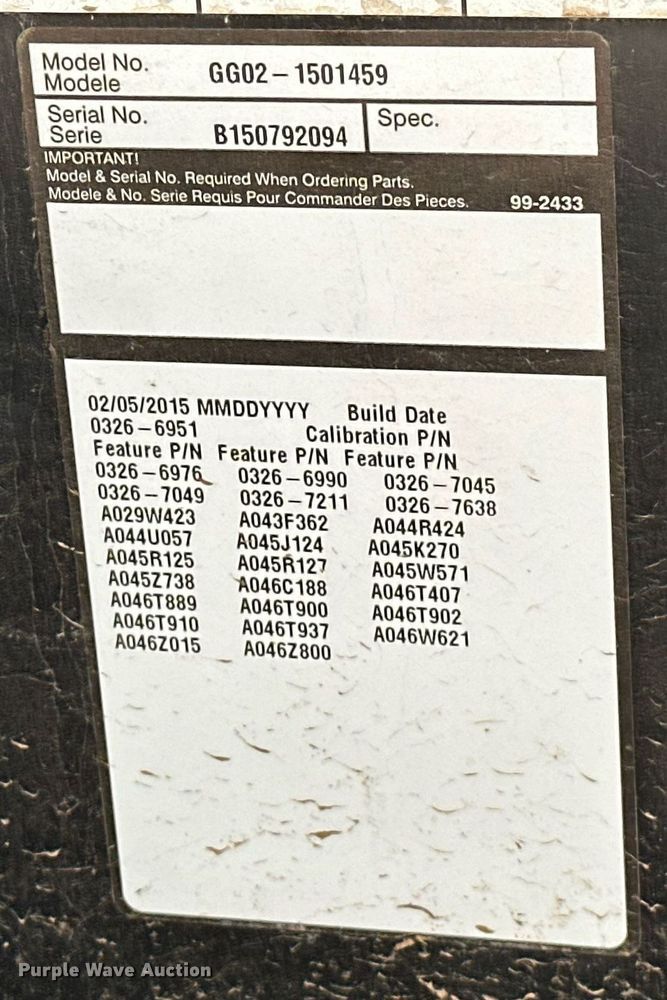 Model No.
Modele GG02-1501459
Serial No.
Serie B150792094 Spec.
IMPORTANT!
Model & Serial No. Required When Ordering Parts.
Modele & No. Serie Requis Pour Commander Des Pieces. 99-2433
02/05/2015 MMDDYYYY Build Date
0326-6951 Calibration P/N
Feature P/N Feature P/N Feature P/N
0326-6976 0326-6990 0326-7045
0326-7049 0326-7211 0326-7638
A029W423 A043F362 A044R424
A044U057 A045J124 A045K270
A045R125 A045R127 A045W571
A045Z738 A046C188 A046T407
A046T889 A046T900 A046T902
A046T910 A046T937 A046W621
A046Z015 A046Z800
Purple Wave Auction